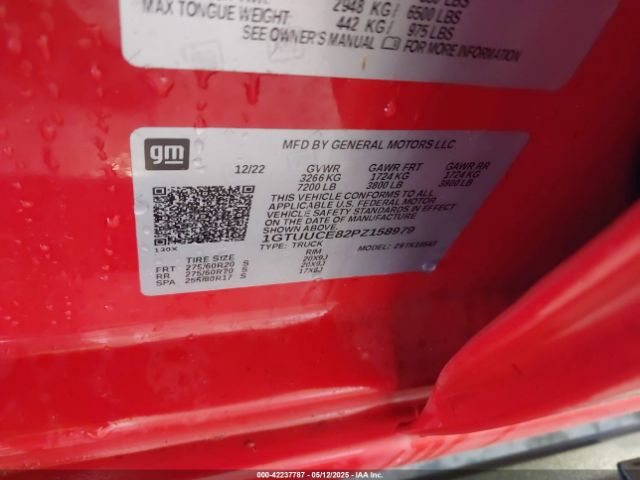 2948 KG / 6500 LBS
MAX TONGUE WEIGHT 442 KG / 975 LBS
SEE OWNER'S MANUAL FOR MORE INFORMATION
gm
MFD BY GENERAL MOTORS LLC
12/22 GVWR GAWR FRT GAWR RR
3266 KG 1724 KG 1724 KG
7200 LB 3800 LB 3800 LB
THIS VEHICLE CONFORMS TO ALL
APPLICABLE U.S. FEDERAL MOTOR
VEHICLE SAFETY STANDARDS IN EFFECT
ON THE DATE OF MANUFACTURE
SHOWN ABOVE
1GTUUCE82PZ158979
TYPE: TRUCK MODEL:
TIRE SIZE RIM
FRT 275/60R20 S 20X9J
RR 275/60R20 S 20X9J
SPA 255/80R17 S 17X8J
000-42237787 - 05/12/2025 - IAA Inc.